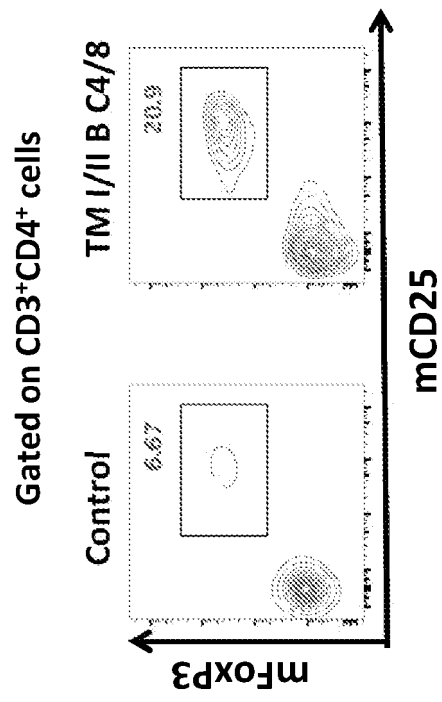 Gated on CD3⁺CD4⁺ cells
Control
TM I/II B C4/8
6.67
20.9
mFoxP3
mCD25